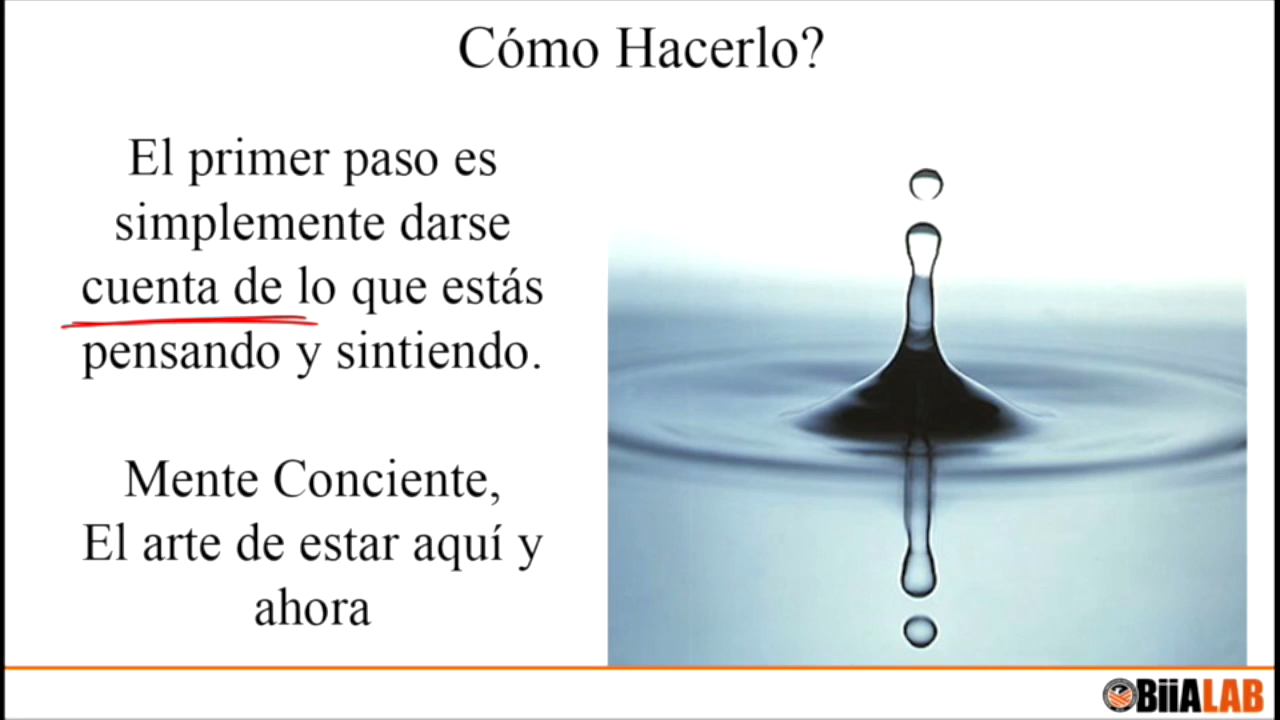 Cómo Hacerlo?
El primer paso es
simplemente darse
cuenta de lo que estás
pensando y sintiendo.
Mente Conciente,
El arte de estar aquí y
ahora
BiiALAB